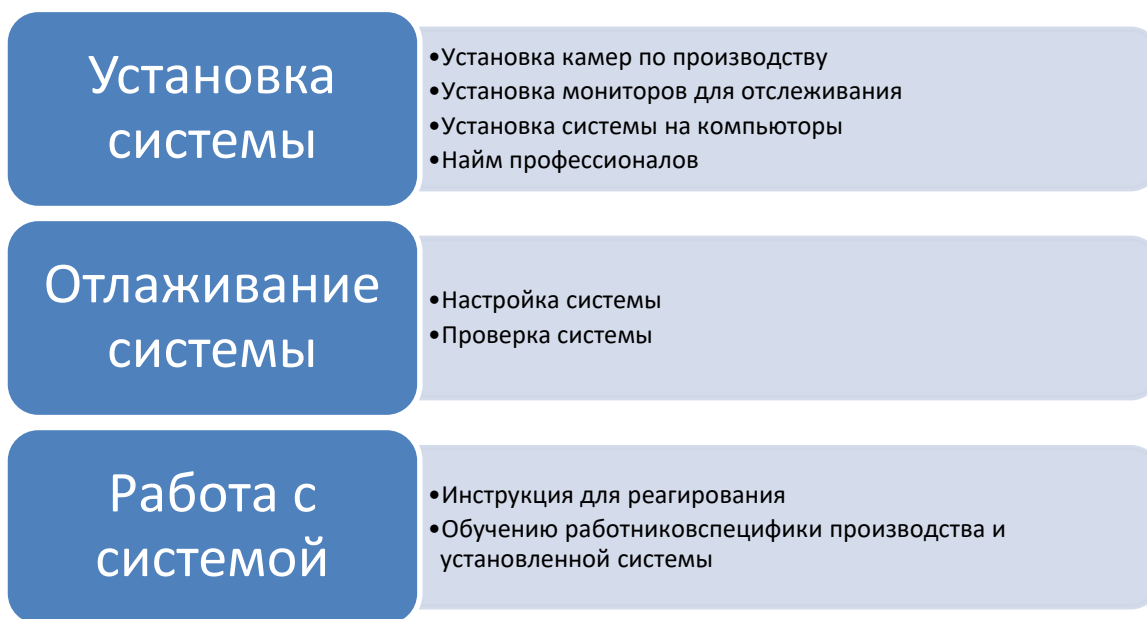 Установка
системы
•Установка камер по производству
•Установка мониторов для отслеживания
•Установка системы на компьюторы
•Найм профессионалов
Отлаживание
системы
•Настройка системы
•Проверка системы
Работа с
системой
•Инструкция для реагирования
•Обучению работниковспецифики производства и
установленной системы